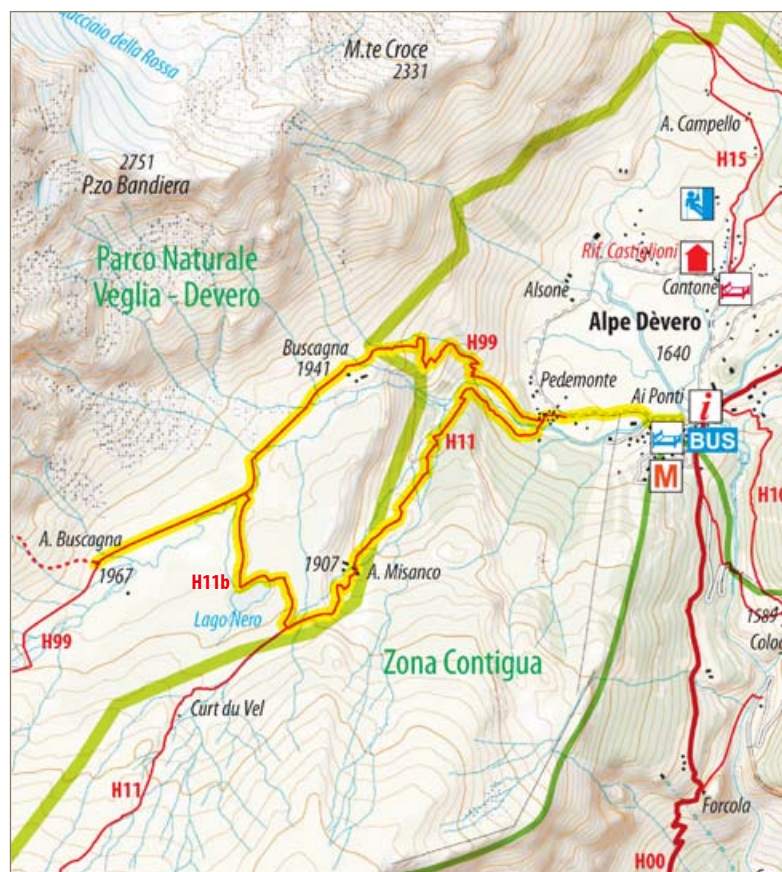 della Rossa
M.te Croce
2331
A. Campello
H15
2751
P.zo Bandiera
Rif. Castiglioni
Parco Naturale
Veglia - Devero
Alsone
Cantone
Alpe Dèvero
1640
H99
Buscagna
1941
Pedemonte
Ai Ponti
i
BUS
M
H11
H10
A. Buscagna
1967
1907
A. Misanco
H11b
Lago Nero
H99
1589
Zona Contigua
Curt du Vel
H11
Forcola
H00